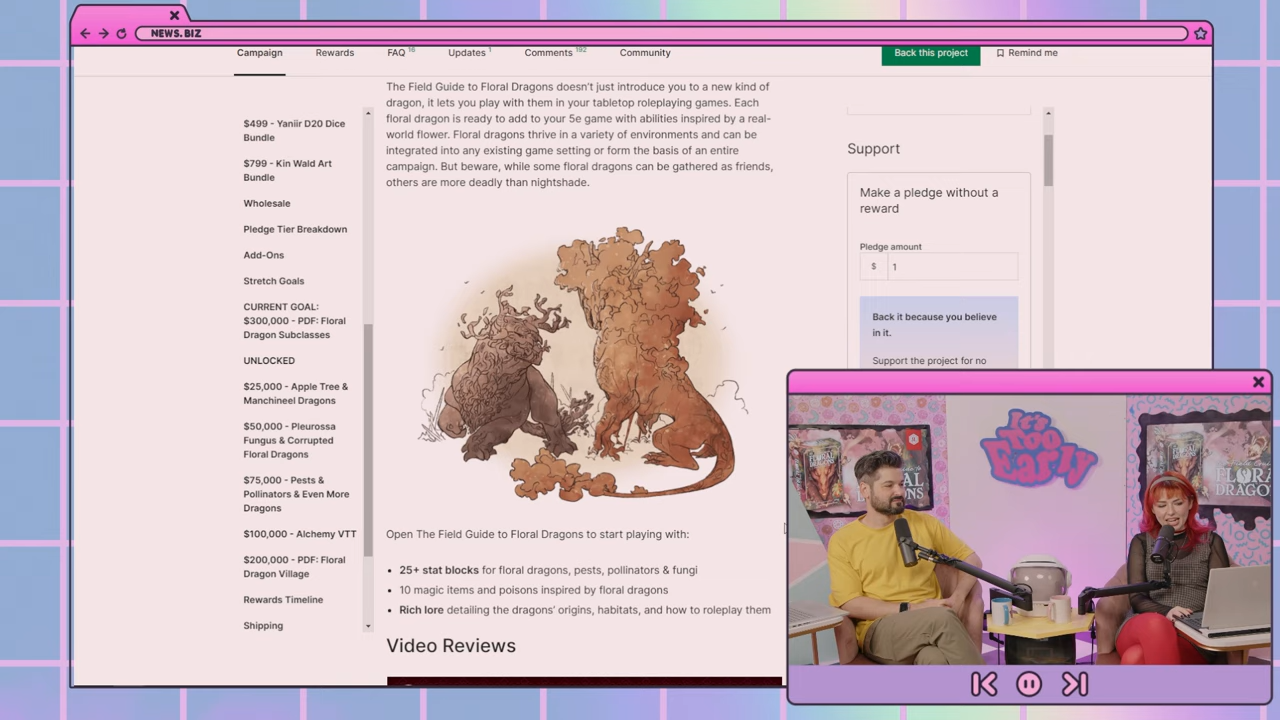 NEWS.BIZ
Campaign
Rewards
FAQ 16
Updates 1
Comments 192
Community
Back this project
Remind me
$499 - Yaniir D20 Dice
Bundle
$799 - Kin Wald Art
Bundle
Wholesale
Pledge Tier Breakdown
Add-Ons
Stretch Goals
CURRENT GOAL:
$300,000 - PDF: Floral
Dragon Subclasses
UNLOCKED
$25,000 - Apple Tree &
Manchineel Dragons
$50,000 - Pleurossa
Fungus & Corrupted
Floral Dragons
$75,000 - Pests &
Pollinators & Even More
Dragons
$100,000 - Alchemy VTT
$200,000 - PDF: Floral
Dragon Village
Rewards Timeline
Shipping
The Field Guide to Floral Dragons doesn't just introduce you to a new kind of
dragon, it lets you play with them in your tabletop roleplaying games. Each
floral dragon is ready to add to your 5e game with abilities inspired by a real-
world flower. Floral dragons thrive in a variety of environments and can be
integrated into any existing game setting or form the basis of an entire
campaign. But beware, while some floral dragons can be gathered as friends,
others are more deadly than nightshade.
Open The Field Guide to Floral Dragons to start playing with:
• 25+ stat blocks for floral dragons, pests, pollinators & fungi
• 10 magic items and poisons inspired by floral dragons
• Rich lore detailing the dragons' origins, habitats, and how to roleplay them
Video Reviews
Support
Make a pledge without a
reward
Pledge amount
$ 1
Back it because you believe
in it.
Support the project for no
It's
Too
Early
FLORA
DRAGO